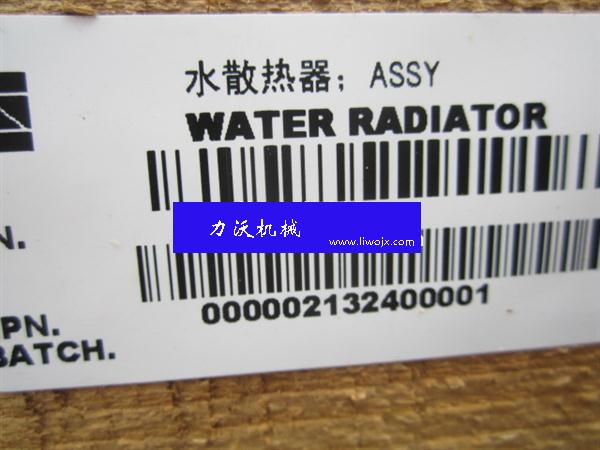 水散热器；ASSY
WATER RADIATOR
N.
力沃机械
www.liwojx.com
000002132400001
PN.
BATCH.